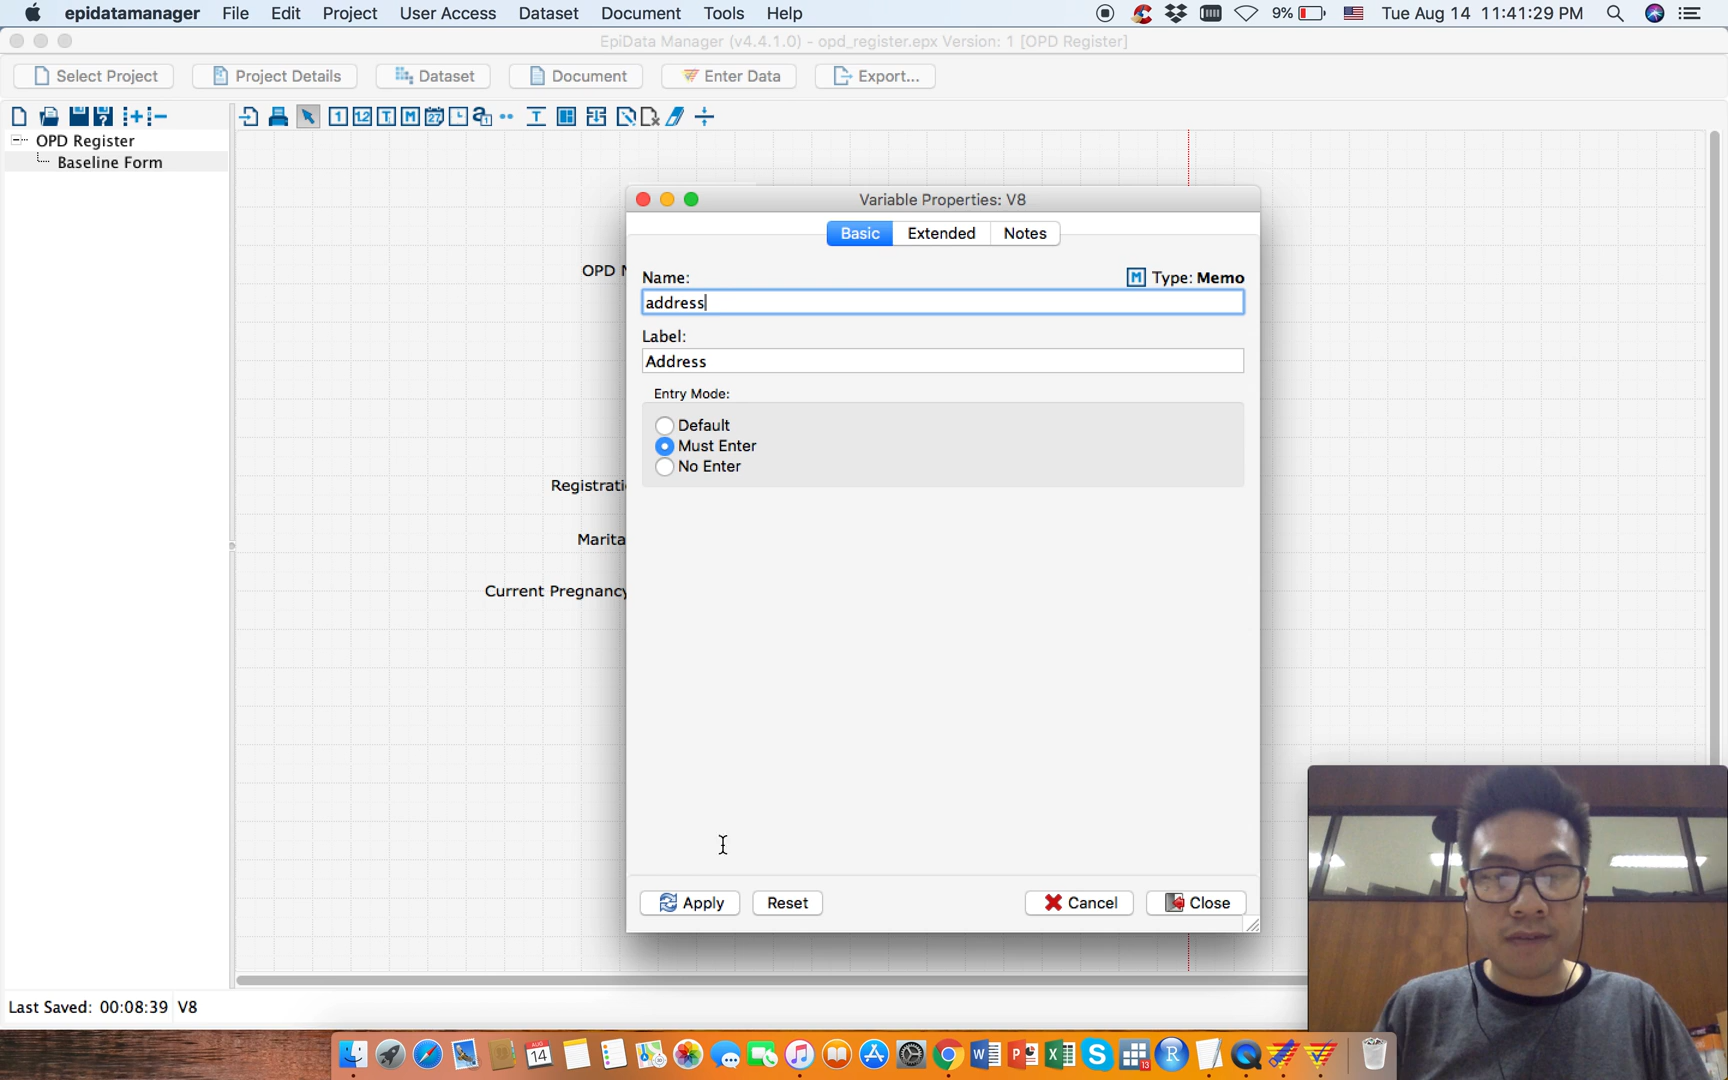 epidatamanager File Edit Project User Access Dataset Document Tools Help 9% Tue Aug 14 11:41:29 PM
EpiData Manager (v4.4.1.0) - opd_register.epx Version: 1 [OPD Register]
Select Project Project Details Dataset Document Enter Data Export...
OPD Register
Baseline Form
Variable Properties: V8
Basic Extended Notes
OPD
Name: M Type: Memo
address
Label:
Address
Entry Mode:
Default
Must Enter
No Enter
Registrati
Marita
Current Pregnancy
Apply Reset Cancel Close
Last Saved: 00:08:39 V8